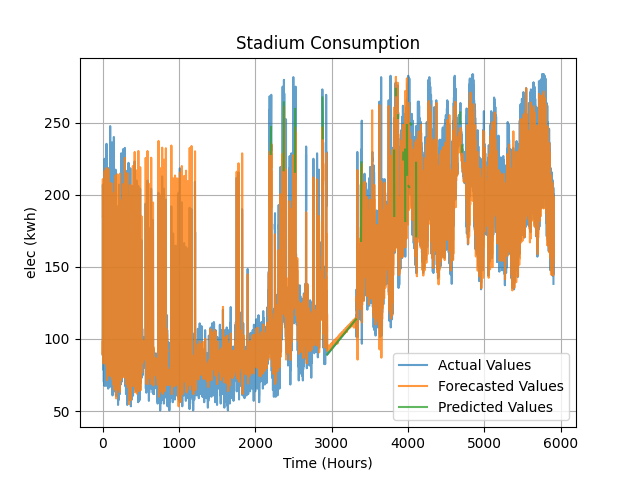 Stadium Consumption
elec (kwh)
250
200
150
100
50
0 1000 2000 3000 4000 5000 6000
Time (Hours)
Actual Values
Forecasted Values
Predicted Values